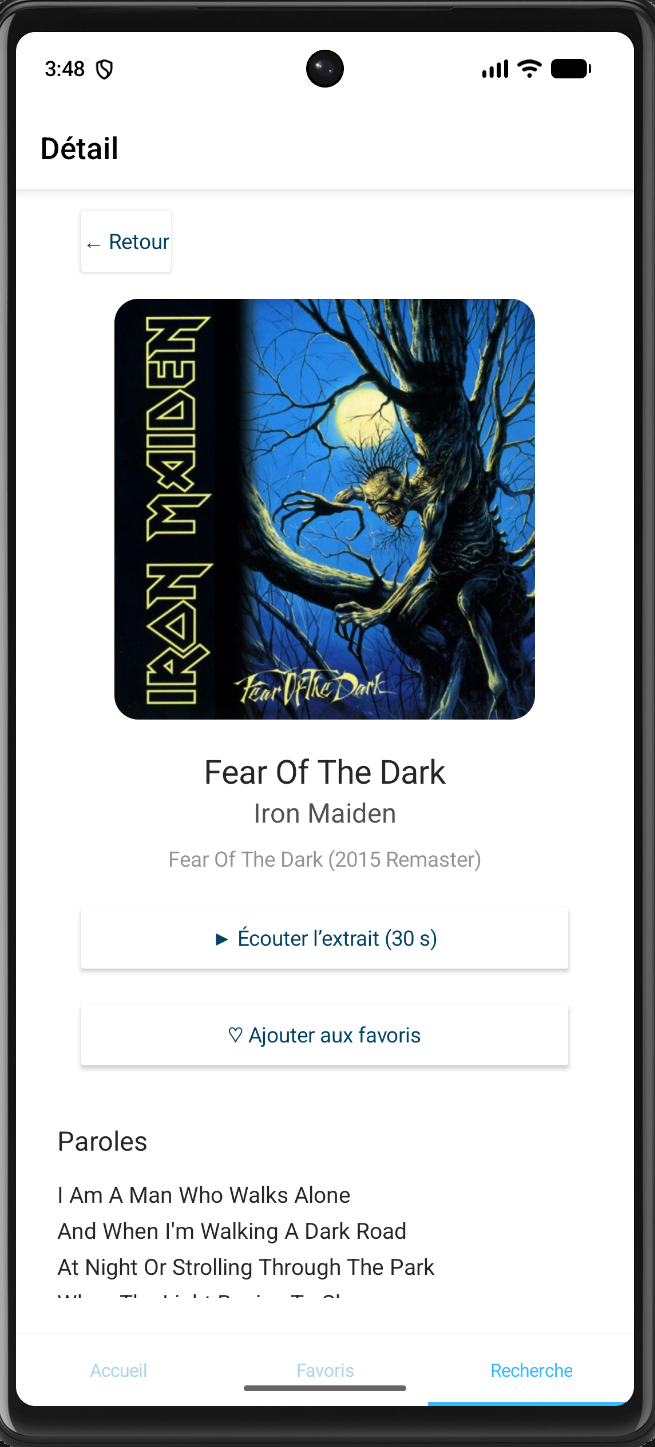 3:48
Détail
← Retour
IRON MAIDEN
Fear Of The Dark
Fear Of The Dark
Iron Maiden
Fear Of The Dark (2015 Remaster)
► Écouter l’extrait (30 s)
♡ Ajouter aux favoris
Paroles
I Am A Man Who Walks Alone
And When I'm Walking A Dark Road
At Night Or Strolling Through The Park
Accueil Favoris Recherche